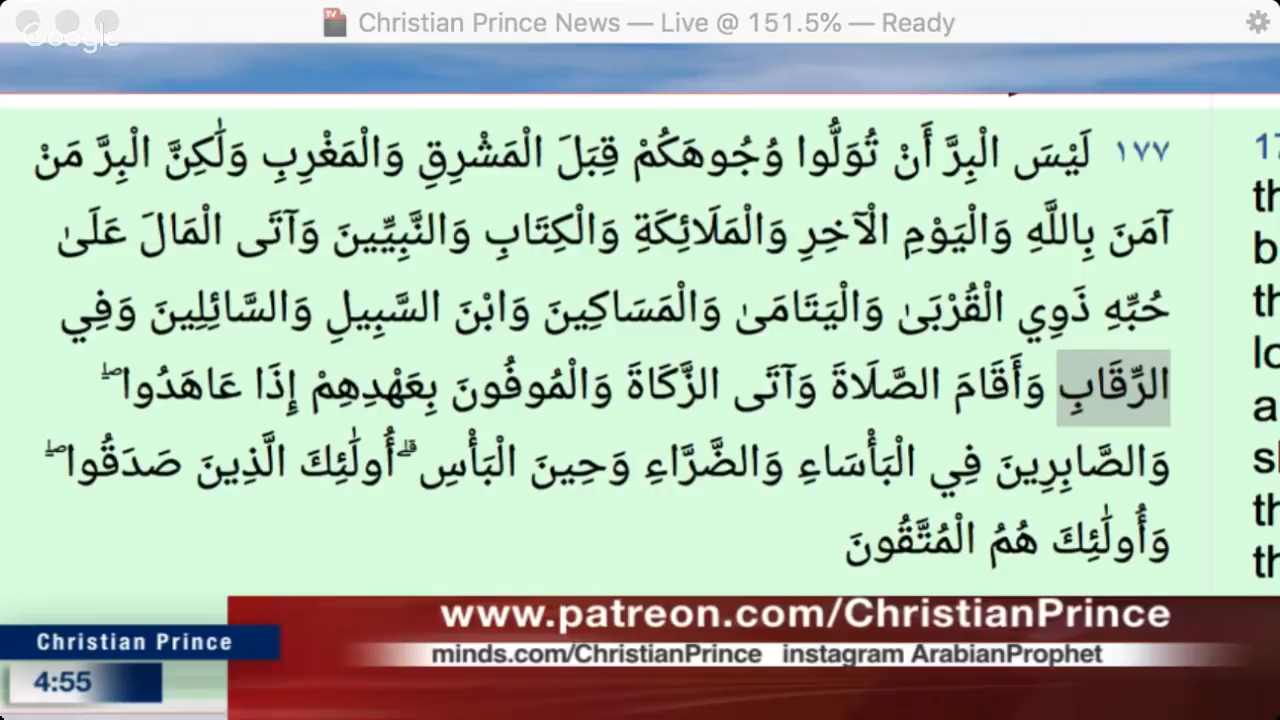 Christian Prince News — Live @ 151.5% — Ready
Google
١٧٧ لَيْسَ الْبِرَّ أَنْ تُوَلُّوا وُجُوهَكُمْ قِبَلَ الْمَشْرِقِ وَالْمَغْرِبِ وَلَٰكِنَّ الْبِرَّ مَنْ
آمَنَ بِاللَّهِ وَالْيَوْمِ الْآخِرِ وَالْمَلَائِكَةِ وَالْكِتَابِ وَالنَّبِيِّينَ وَآتَى الْمَالَ عَلَىٰ
حُبِّهِ ذَوِي الْقُرْبَىٰ وَالْيَتَامَىٰ وَالْمَسَاكِينَ وَابْنَ السَّبِيلِ وَالسَّائِلِينَ وَفِي
الرِّقَابِ وَأَقَامَ الصَّلَاةَ وَآتَى الزَّكَاةَ وَالْمُوفُونَ بِعَهْدِهِمْ إِذَا عَاهَدُوا ۖ
وَالصَّابِرِينَ فِي الْبَأْسَاءِ وَالضَّرَّاءِ وَحِينَ الْبَأْسِ ۗ أُولَٰئِكَ الَّذِينَ صَدَقُوا ۖ
وَأُولَٰئِكَ هُمُ الْمُتَّقُونَ
www.patreon.com/ChristianPrince
Christian Prince
minds.com/ChristianPrince instagram ArabianProphet
4:55